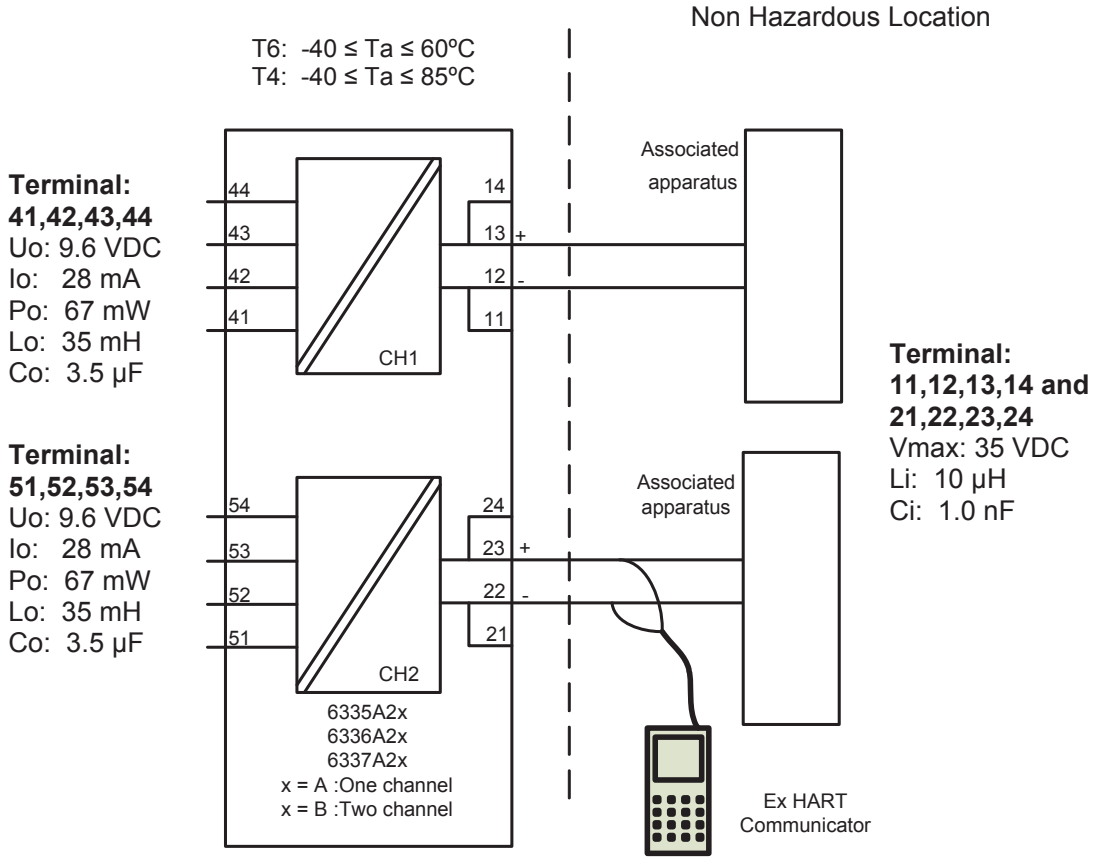 Non Hazardous Location
T6: -40 ≤ Ta ≤ 60ºC
T4: -40 ≤ Ta ≤ 85ºC
Terminal:
41,42,43,44
Uo: 9.6 VDC
Io: 28 mA
Po: 67 mW
Lo: 35 mH
Co: 3.5 µF
44
43
42
41
CH1
14
13 +
12 -
11
Associated
apparatus
Terminal:
11,12,13,14 and
21,22,23,24
Vmax: 35 VDC
Li: 10 µH
Ci: 1.0 nF
Terminal:
51,52,53,54
Uo: 9.6 VDC
Io: 28 mA
Po: 67 mW
Lo: 35 mH
Co: 3.5 µF
54
53
52
51
CH2
24
23 +
22 -
21
Associated
apparatus
6335A2x
6336A2x
6337A2x
x = A :One channel
x = B :Two channel
Ex HART
Communicator